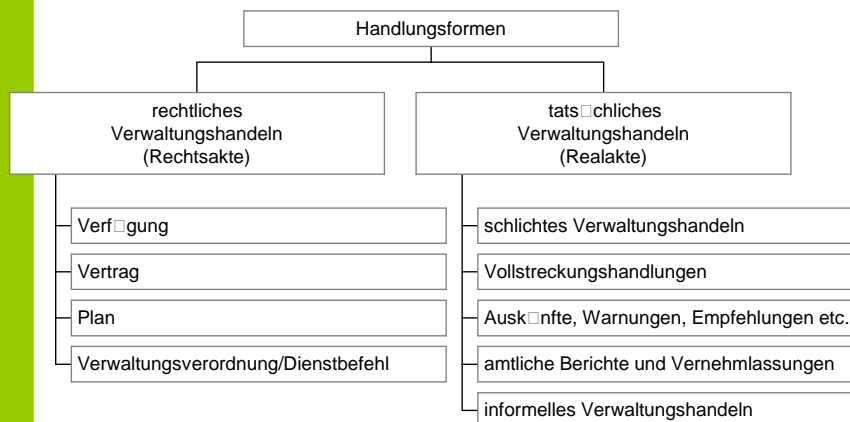 Handlungsformen
rechtliches
Verwaltungshandeln
(Rechtsakte)
tats□chliches
Verwaltungshandeln
(Realakte)
Verf□gung
Vertrag
Plan
Verwaltungsverordnung/Dienstbefehl
schlichtes Verwaltungshandeln
Vollstreckungshandlungen
Ausk□nfte, Warnungen, Empfehlungen etc.
amtliche Berichte und Vernehmlassungen
informelles Verwaltungshandeln